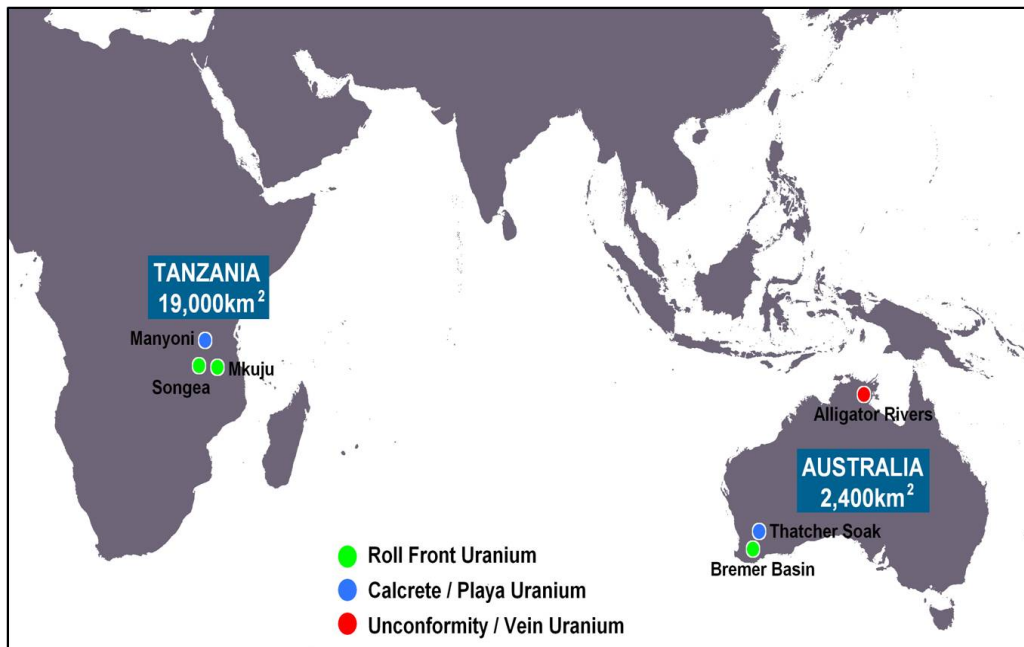 TANZANIA
19,000km²
Manyoni
Mkuju
Songea
Alligator Rivers
AUSTRALIA
2,400km²
Thatcher Soak
Bremer Basin
Roll Front Uranium
Calcrete / Playa Uranium
Unconformity / Vein Uranium